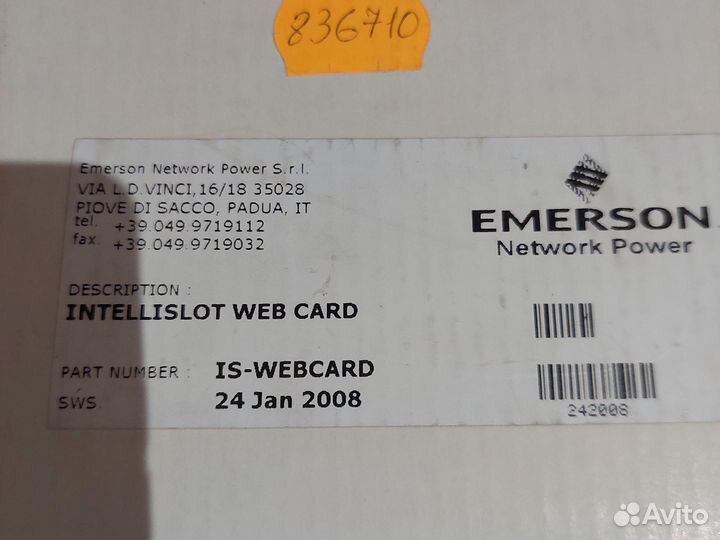 836710
Emerson Network Power S.r.l.
VIA L.D.VINCI,16/18 35028
PIOVE DI SACCO, PADUA, IT
tel. +39.049.9719112
fax. +39.049.9719032
EMERSON.
Network Power
DESCRIPTION :
INTELLISLOT WEB CARD
PART NUMBER : IS-WEBCARD
SWS. 24 Jan 2008
242008
Avito